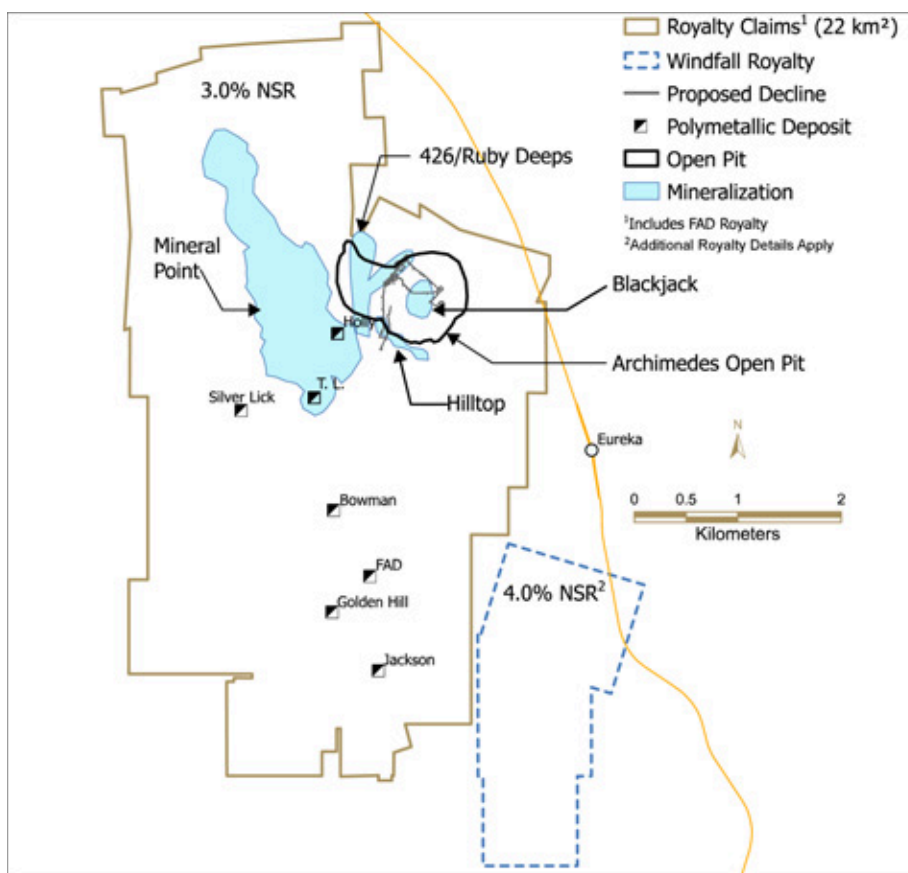 Royalty Claims¹ (22 km²)
Windfall Royalty
Proposed Decline
Polymetallic Deposit
Open Pit
Mineralization
¹Includes FAD Royalty
²Additional Royalty Details Apply
3.0% NSR
426/Ruby Deeps
Mineral
Point
Blackjack
Holly
Archimedes Open Pit
T. L.
Silver Lick
Hilltop
Eureka
N
0 0.5 1 2
Kilometers
Bowman
FAD
4.0% NSR²
Golden Hill
Jackson